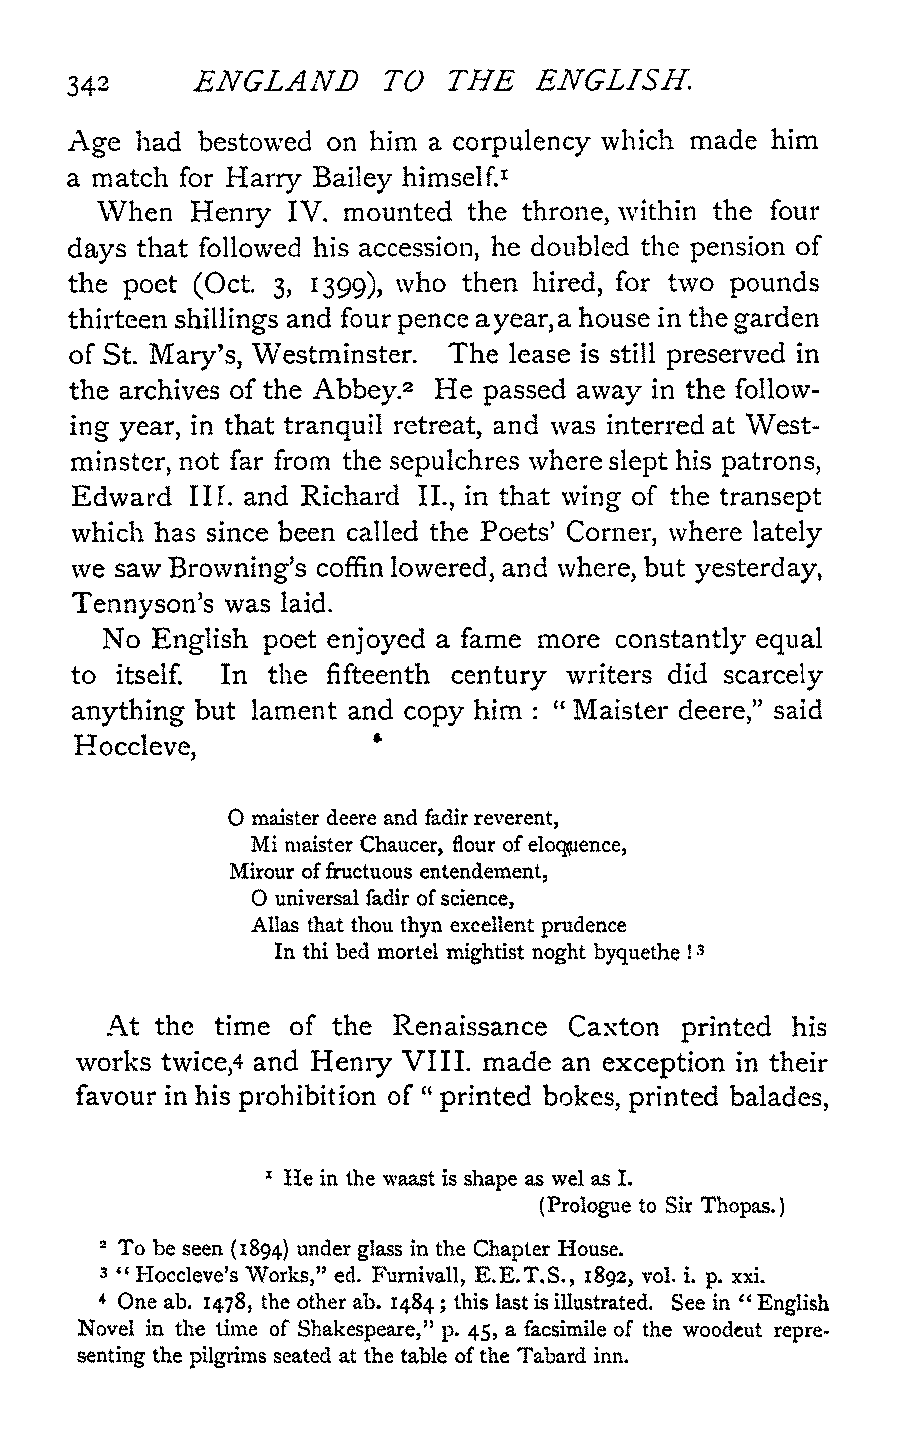 342 ENGLAND TO THE ENGLISH.
Age had bestowed on him a corpulency which made him
a match for Harry Bailey himself.¹
When Henry IV. mounted the throne, within the four
days that followed his accession, he doubled the pension of
the poet (Oct. 3, 1399), who then hired, for two pounds
thirteen shillings and four pence a year, a house in the garden
of St. Mary's, Westminster. The lease is still preserved in
the archives of the Abbey.² He passed away in the follow-
ing year, in that tranquil retreat, and was interred at West-
minster, not far from the sepulchres where slept his patrons,
Edward III. and Richard II., in that wing of the transept
which has since been called the Poets' Corner, where lately
we saw Browning's coffin lowered, and where, but yesterday,
Tennyson's was laid.
No English poet enjoyed a fame more constantly equal
to itself. In the fifteenth century writers did scarcely
anything but lament and copy him : " Maister deere," said
Hoccleve,
O maister deere and fadir reverent,
Mi maister Chaucer, flour of eloquence,
Mirour of fructuous entendement,
O universal fadir of science,
Allas that thou thyn excellent prudence
In thi bed mortel mightist noght byquethe !³
At the time of the Renaissance Caxton printed his
works twice,⁴ and Henry VIII. made an exception in their
favour in his prohibition of " printed bokes, printed balades,
¹ He in the waast is shape as wel as I.
(Prologue to Sir Thopas.)
² To be seen (1894) under glass in the Chapter House.
³ " Hoccleve's Works," ed. Furnivall, E.E.T.S., 1892, vol. i. p. xxi.
⁴ One ab. 1478, the other ab. 1484 ; this last is illustrated. See in " English
Novel in the time of Shakespeare," p. 45, a facsimile of the woodcut repre-
senting the pilgrims seated at the table of the Tabard inn.